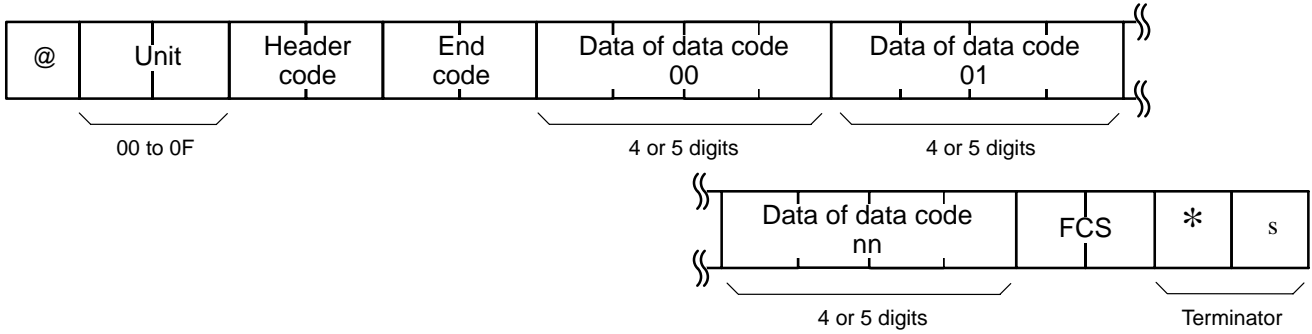 @ Unit Header code End code Data of data code 00 Data of data code 01
00 to 0F 4 or 5 digits 4 or 5 digits
Data of data code nn FCS * s
4 or 5 digits Terminator